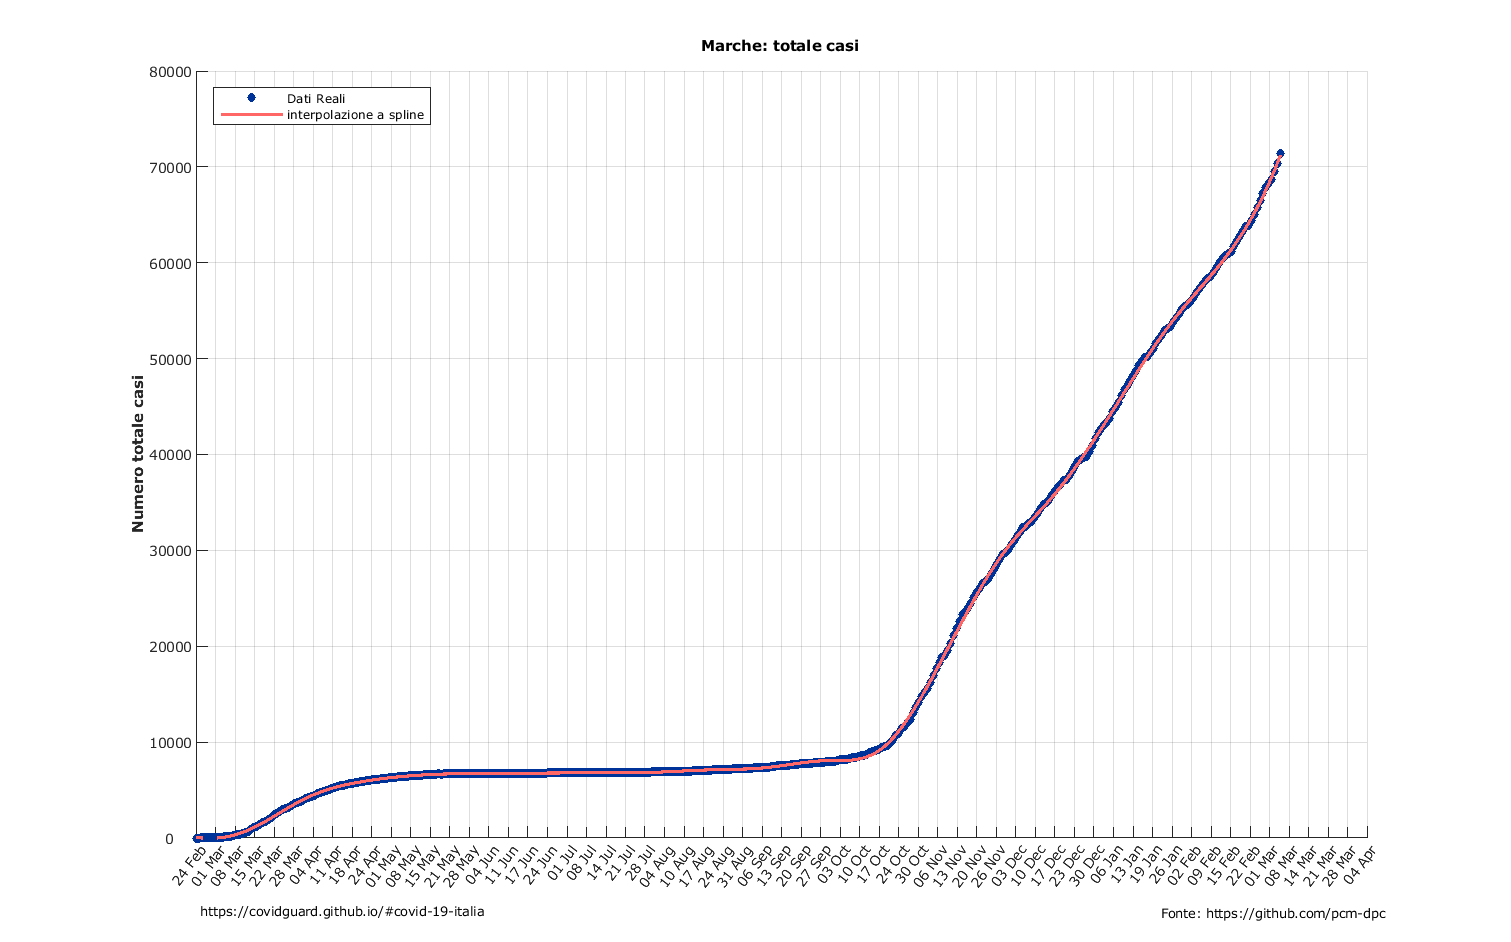 Marche: totale casi
80000
70000
60000
50000
40000
30000
20000
10000
0
Numero totale casi
Dati Reali
interpolazione a spline
24 Feb
01 Mar
08 Mar
15 Mar
22 Mar
28 Mar
04 Apr
11 Apr
18 Apr
24 Apr
01 May
08 May
15 May
21 May
28 May
04 Jun
11 Jun
17 Jun
24 Jun
01 Jul
08 Jul
14 Jul
21 Jul
28 Jul
04 Aug
10 Aug
17 Aug
24 Aug
31 Aug
06 Sep
13 Sep
20 Sep
27 Sep
03 Oct
10 Oct
17 Oct
24 Oct
30 Oct
06 Nov
13 Nov
20 Nov
26 Nov
03 Dec
10 Dec
17 Dec
23 Dec
30 Dec
06 Jan
13 Jan
19 Jan
26 Jan
02 Feb
09 Feb
15 Feb
22 Feb
01 Mar
08 Mar
14 Mar
21 Mar
28 Mar
04 Apr
https://covidguard.github.io/#covid-19-italia
Fonte: https://github.com/pcm-dpc